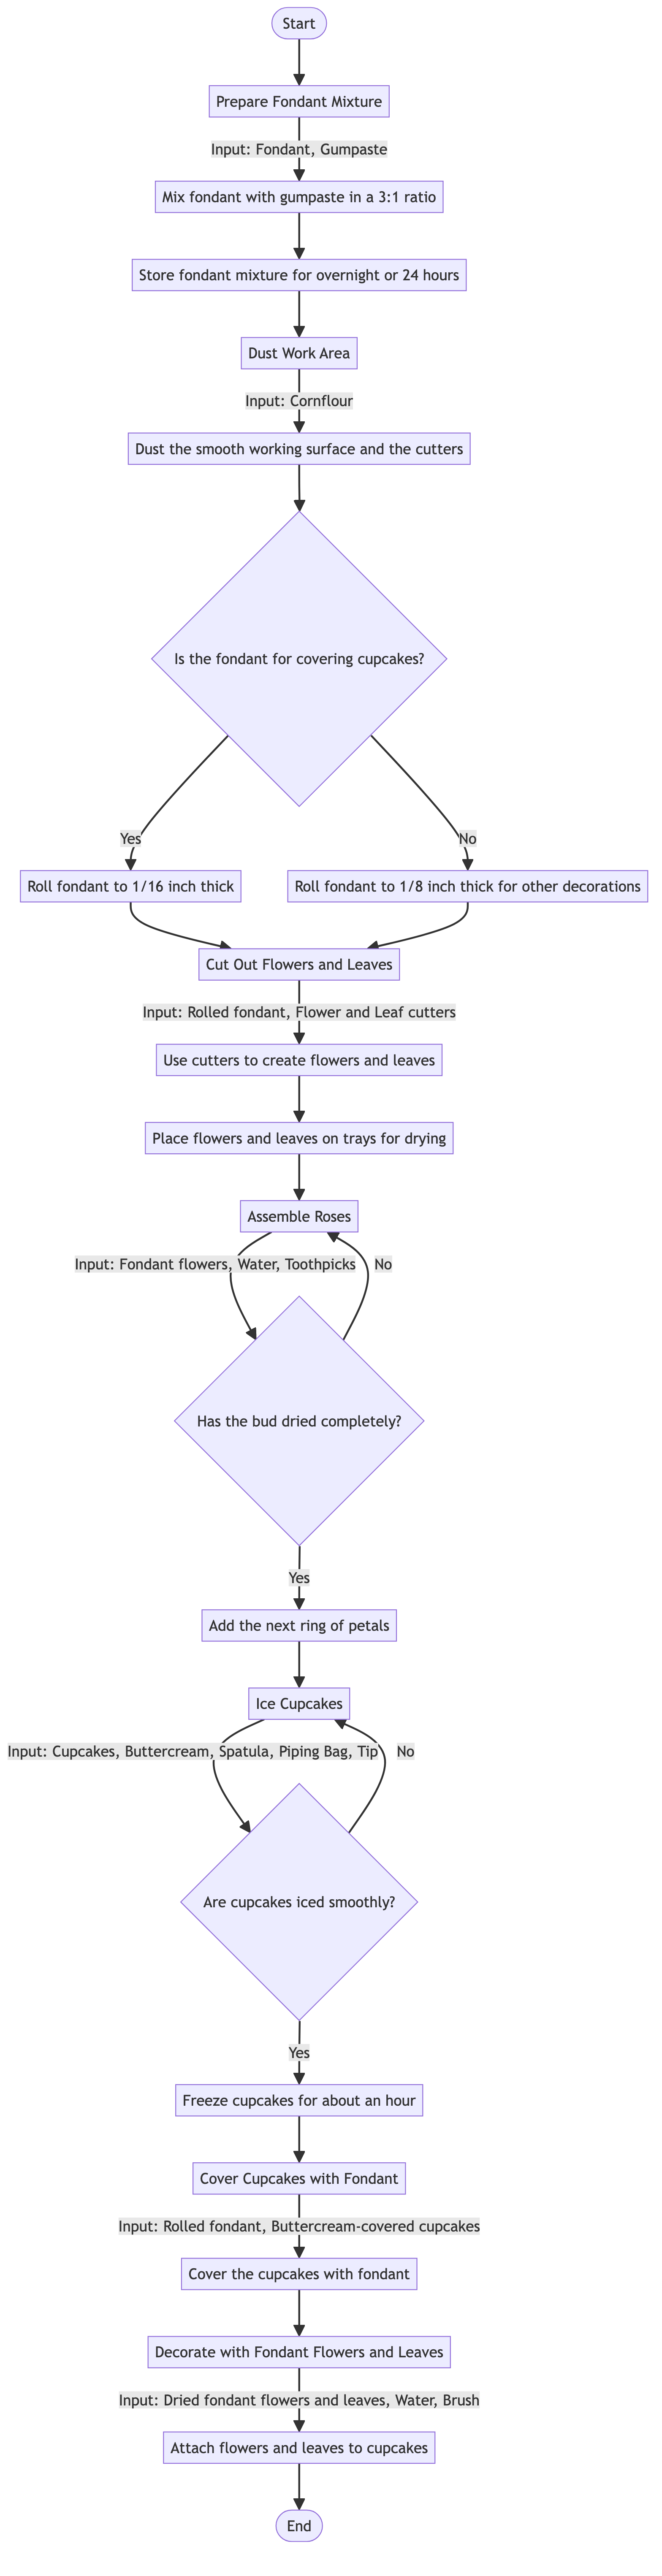 Start
Prepare Fondant Mixture
Input: Fondant, Gumpaste
Mix fondant with gumpaste in a 3:1 ratio
Store fondant mixture for overnight or 24 hours
Dust Work Area
Input: Cornflour
Dust the smooth working surface and the cutters
Is the fondant for covering cupcakes?
Yes
No
Roll fondant to 1/16 inch thick
Roll fondant to 1/8 inch thick for other decorations
Cut Out Flowers and Leaves
Input: Rolled fondant, Flower and Leaf cutters
Use cutters to create flowers and leaves
Place flowers and leaves on trays for drying
Assemble Roses
Input: Fondant flowers, Water, Toothpicks
No
Has the bud dried completely?
Yes
Add the next ring of petals
Ice Cupcakes
Input: Cupcakes, Buttercream, Spatula, Piping Bag, Tip
No
Are cupcakes iced smoothly?
Yes
Freeze cupcakes for about an hour
Cover Cupcakes with Fondant
Input: Rolled fondant, Buttercream-covered cupcakes
Cover the cupcakes with fondant
Decorate with Fondant Flowers and Leaves
Input: Dried fondant flowers and leaves, Water, Brush
Attach flowers and leaves to cupcakes
End